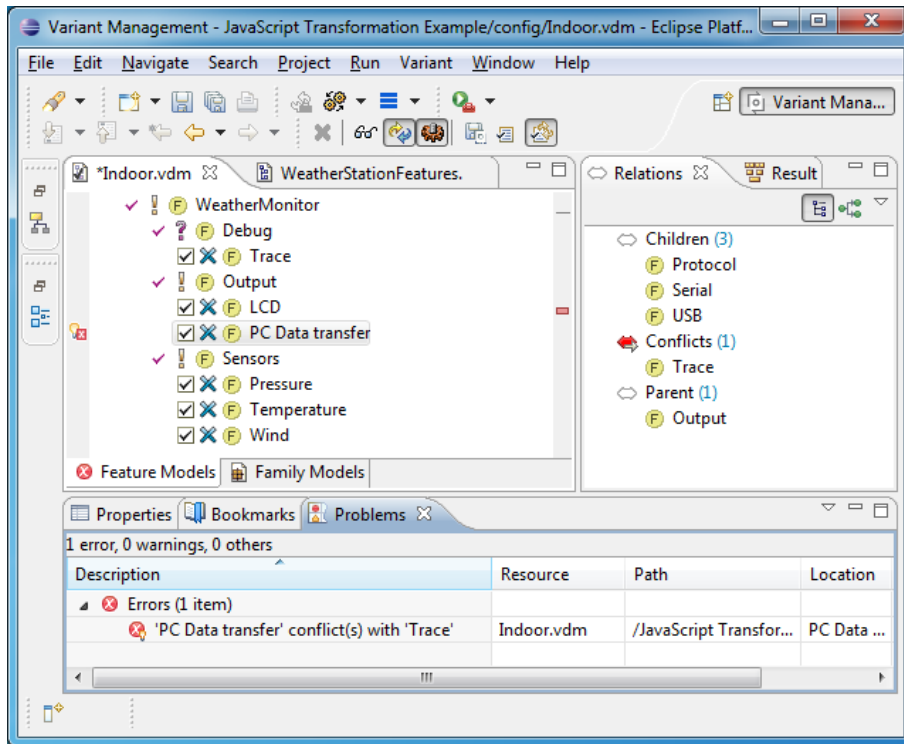 Variant Management - JavaScript Transformation Example/config/Indoor.vdm - Eclipse Platf...
File Edit Navigate Search Project Run Variant Window Help
Variant Mana...
*Indoor.vdm WeatherStationFeatures.
WeatherMonitor
Debug
Trace
Output
LCD
PC Data transfer
Sensors
Pressure
Temperature
Wind
Feature Models Family Models
Relations Result
Children (3)
Protocol
Serial
USB
Conflicts (1)
Trace
Parent (1)
Output
Properties Bookmarks Problems
1 error, 0 warnings, 0 others
Description Resource Path Location
Errors (1 item)
'PC Data transfer' conflict(s) with 'Trace' Indoor.vdm /JavaScript Transfor... PC Data ...